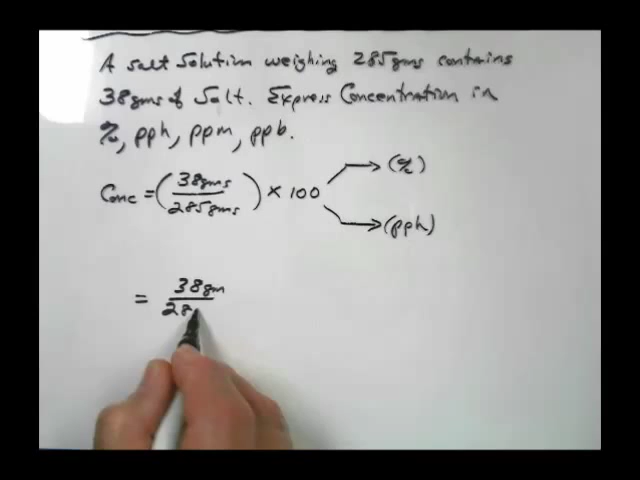 A salt solution weighing 285gms contains
38gms of salt. Express Concentration in
%, pph, ppm, ppb.
Conc = (38gms / 285gms) × 100 → (%)
→ (pph)
= 38gm / 28